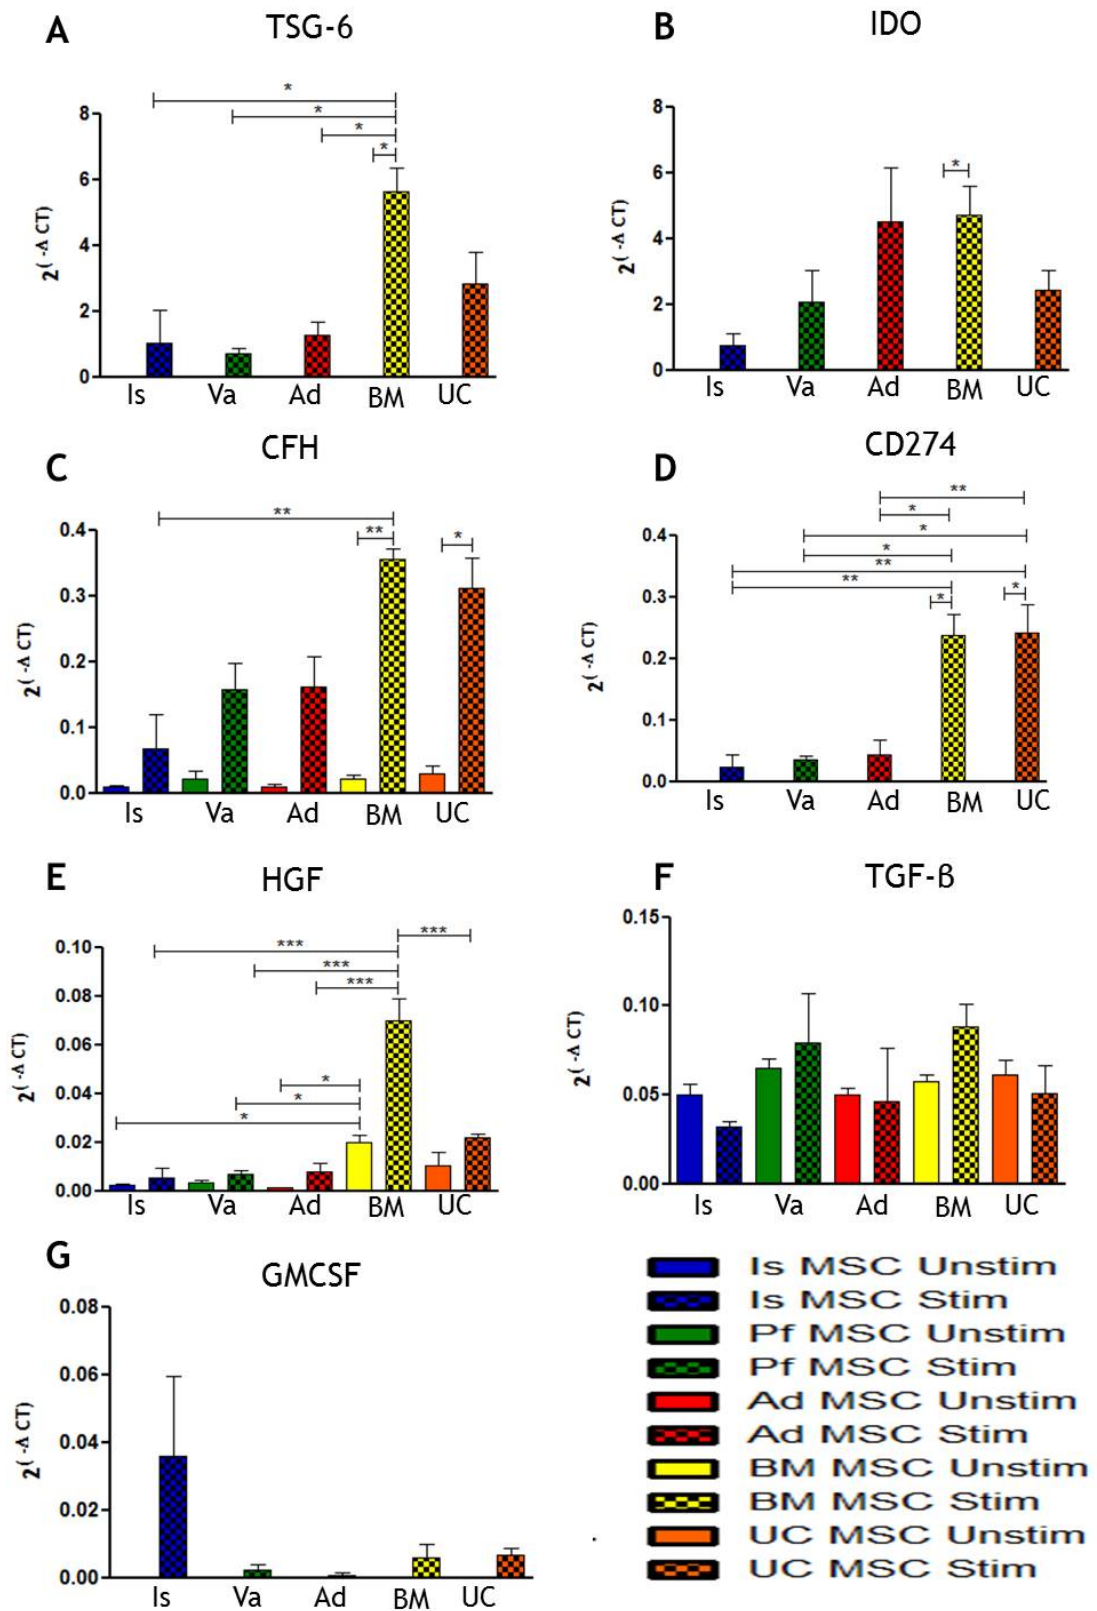 A TSG-6
* * * *
8
6
4
2
0
2(-Δ CT)
Is Va Ad BM UC
B IDO
*
8
6
4
2
0
2(-Δ CT)
Is Va Ad BM UC
C CFH
** ** *
0.4
0.3
0.2
0.1
0.0
2(-Δ CT)
Is Va Ad BM UC
D CD274
** * * * ** ** * *
0.4
0.3
0.2
0.1
0.0
2(-Δ CT)
Is Va Ad BM UC
E HGF
*** *** *** *** * * *
0.10
0.08
0.06
0.04
0.02
0.00
2(-Δ CT)
Is Va Ad BM UC
F TGF-ß
0.15
0.10
0.05
0.00
2(-Δ CT)
Is Va Ad BM UC
G GMCSF
0.08
0.06
0.04
0.02
0.00
2(-Δ CT)
Is Va Ad BM UC
Is MSC Unstim
Is MSC Stim
Pf MSC Unstim
Pf MSC Stim
Ad MSC Unstim
Ad MSC Stim
BM MSC Unstim
BM MSC Stim
UC MSC Unstim
UC MSC Stim